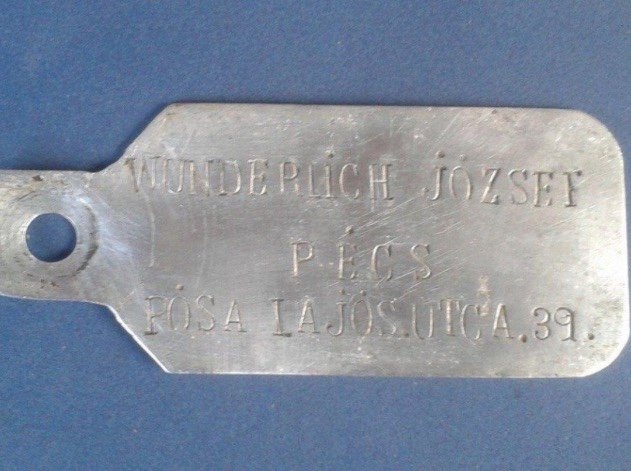 WUNDERLICH JÓZSEF
PÉCS
PÓSA LAJOS.UTCA.39.